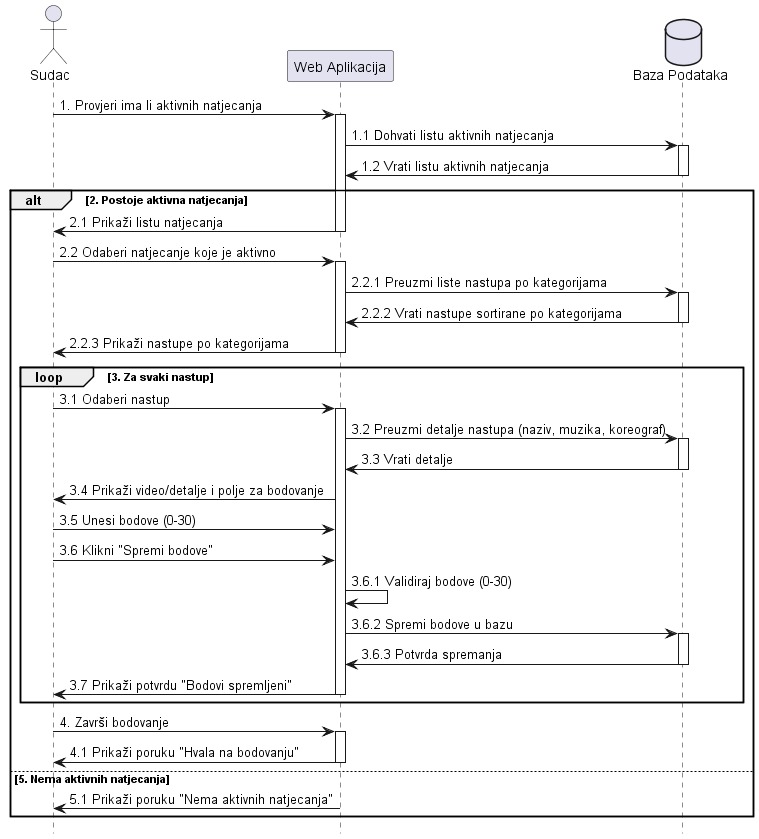 Sudac
Web Aplikacija
Baza Podataka
1. Provjeri ima li aktivnih natjecanja
1.1 Dohvati listu aktivnih natjecanja
1.2 Vrati listu aktivnih natjecanja
alt [2. Postoje aktivna natjecanja]
2.1 Prikaži listu natjecanja
2.2 Odaberi natjecanje koje je aktivno
2.2.1 Preuzmi liste nastupa po kategorijama
2.2.2 Vrati nastupe sortirane po kategorijama
2.2.3 Prikaži nastupe po kategorijama
loop [3. Za svaki nastup]
3.1 Odaberi nastup
3.2 Preuzmi detalje nastupa (naziv, muzika, koreograf)
3.3 Vrati detalje
3.4 Prikaži video/detalje i polje za bodovanje
3.5 Unesi bodove (0-30)
3.6 Klikni "Spremi bodove"
3.6.1 Validiraj bodove (0-30)
3.6.2 Spremi bodove u bazu
3.6.3 Potvrda spremanja
3.7 Prikaži potvrdu "Bodovi spremljeni"
4. Završi bodovanje
4.1 Prikaži poruku "Hvala na bodovanju"
[5. Nema aktivnih natjecanja]
5.1 Prikaži poruku "Nema aktivnih natjecanja"